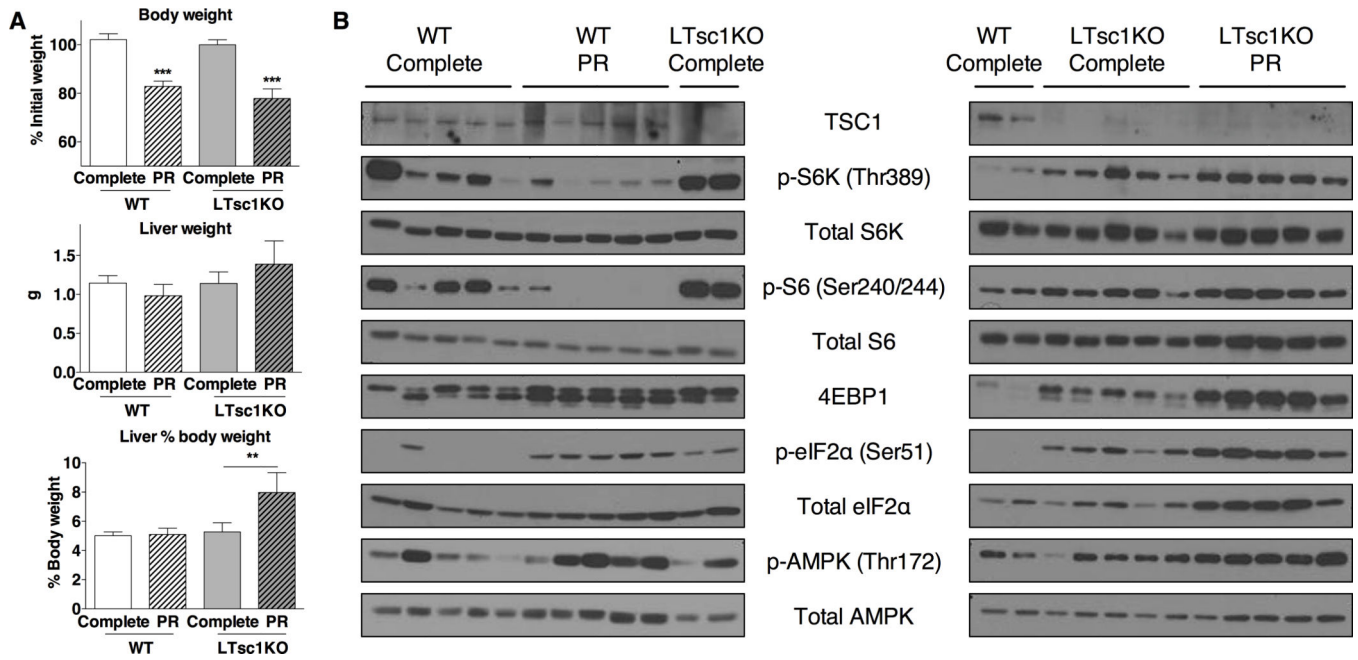 A
Body weight
% Initial weight
100
80
60
***
***
Complete PR
Complete PR
WT
LTsc1KO
Liver weight
g
1.5
1.0
0.5
0.0
Complete PR
Complete PR
WT
LTsc1KO
Liver % body weight
% Body weight
10
8
6
4
2
0
**
Complete PR
Complete PR
WT
LTsc1KO
B
WT
Complete
WT
PR
LTsc1KO
Complete
WT
Complete
LTsc1KO
Complete
LTsc1KO
PR
TSC1
p-S6K (Thr389)
Total S6K
p-S6 (Ser240/244)
Total S6
4EBP1
p-eIF2α (Ser51)
Total eIF2α
p-AMPK (Thr172)
Total AMPK